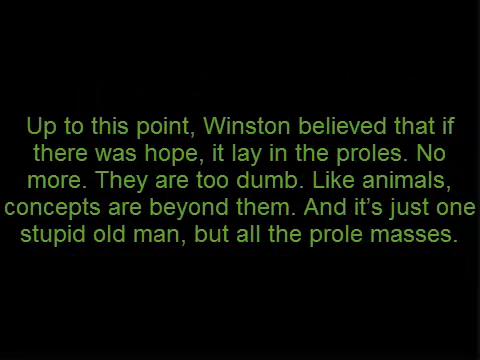 Up to this point, Winston believed that if
there was hope, it lay in the proles. No
more. They are too dumb. Like animals,
concepts are beyond them. And it’s just one
stupid old man, but all the prole masses.